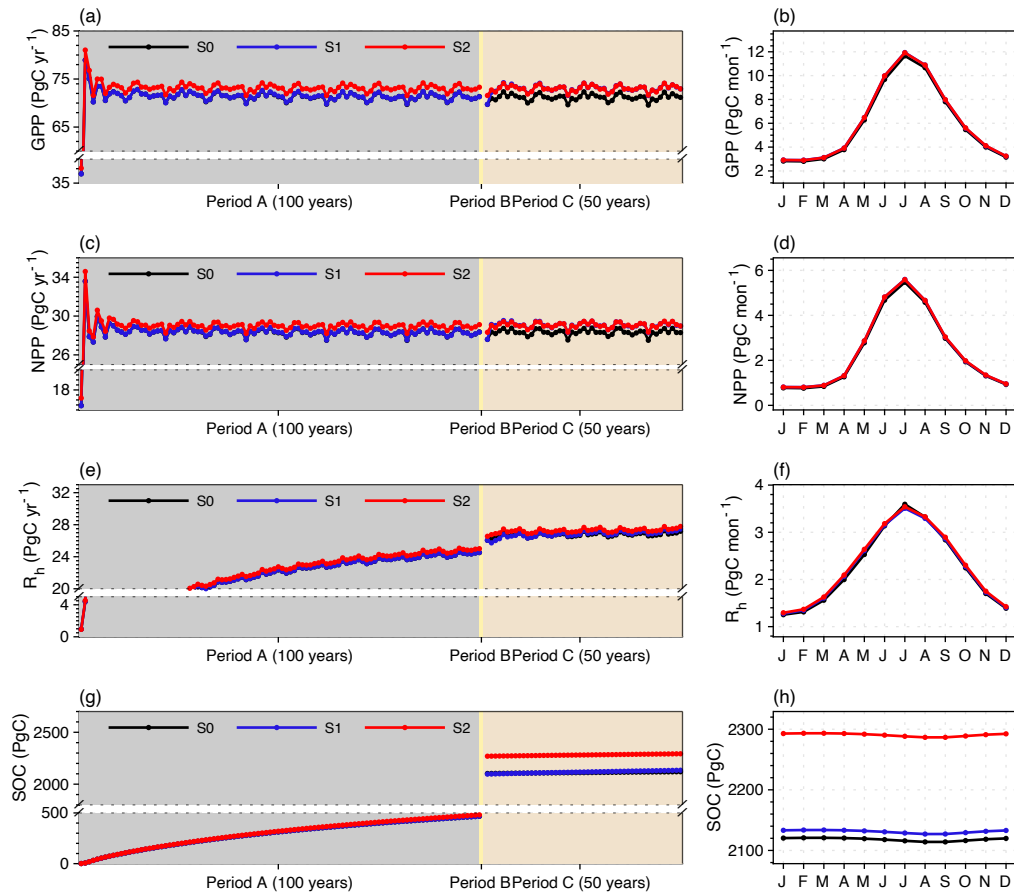 (a)
GPP (PgC yr⁻¹)
85
75
65
35
S0 S1 S2
Period A (100 years) Period B Period C (50 years)
(b)
GPP (PgC mon⁻¹)
12
10
8
6
4
2
J F M A M J J A S O N D
(c)
NPP (PgC yr⁻¹)
34
30
26
18
S0 S1 S2
Period A (100 years) Period B Period C (50 years)
(d)
NPP (PgC mon⁻¹)
6
4
2
0
J F M A M J J A S O N D
(e)
Rₕ (PgC yr⁻¹)
32
28
24
20
4
0
S0 S1 S2
Period A (100 years) Period B Period C (50 years)
(f)
Rₕ (PgC mon⁻¹)
4
3
2
1
J F M A M J J A S O N D
(g)
SOC (PgC)
2500
2000
500
0
S0 S1 S2
Period A (100 years) Period B Period C (50 years)
(h)
SOC (PgC)
2300
2200
2100
J F M A M J J A S O N D